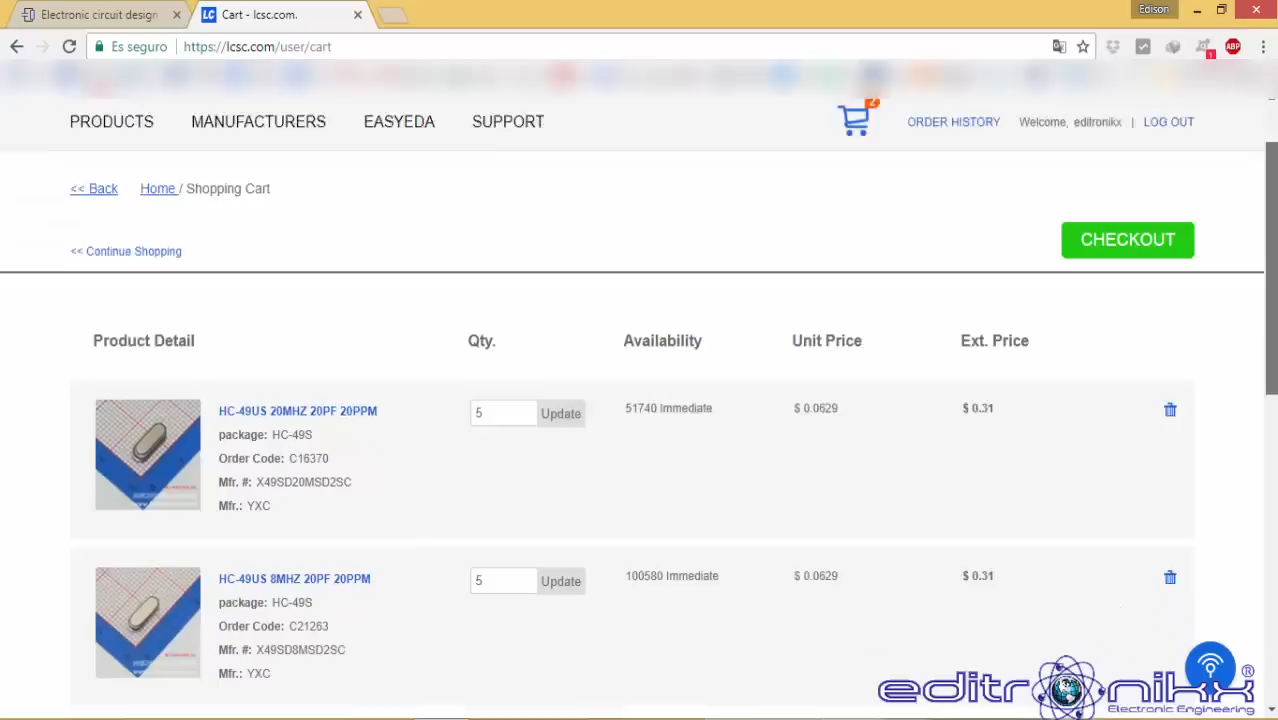 Electronic circuit design
Cart - lcsc.com.
Edison
Es seguro
https://lcsc.com/user/cart
ABP
1
PRODUCTS
MANUFACTURERS
EASYEDA
SUPPORT
2
ORDER HISTORY
Welcome, editronikx | LOG OUT
<< Back
Home / Shopping Cart
<< Continue Shopping
CHECKOUT
Product Detail
Qty.
Availability
Unit Price
Ext. Price
HC-49US 20MHZ 20PF 20PPM
package: HC-49S
Order Code: C16370
Mfr. #: X49SD20MSD2SC
Mfr.: YXC
5
Update
51740 Immediate
$ 0.0629
$ 0.31
HC-49US 8MHZ 20PF 20PPM
package: HC-49S
Order Code: C21263
Mfr. #: X49SD8MSD2SC
Mfr.: YXC
5
Update
100580 Immediate
$ 0.0629
$ 0.31
editronikx ®
Electronic Engineering